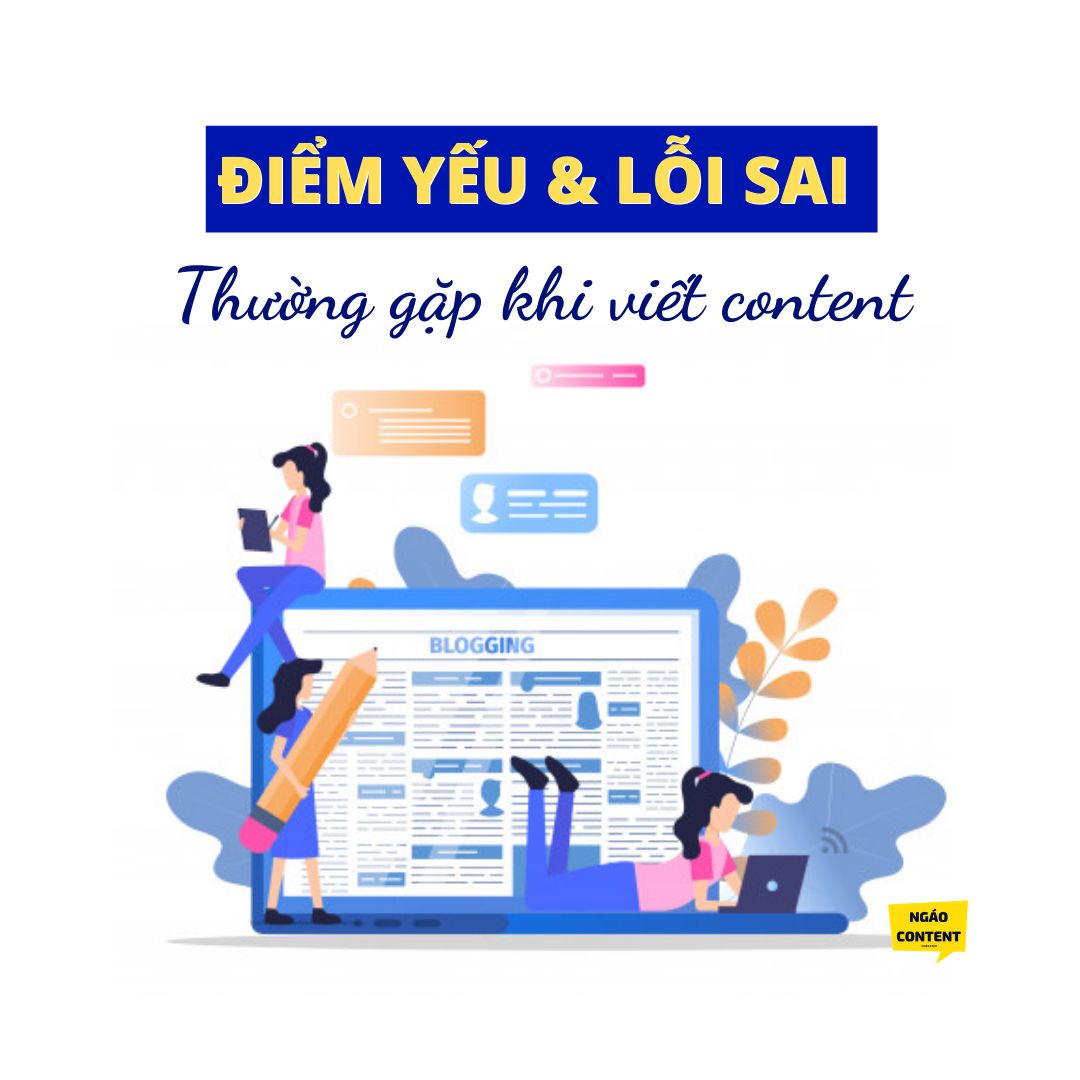 ĐIỂM YẾU & LỖI SAI
Thường gặp khi viết content
BLOGGING
NGÁO
CONTENT